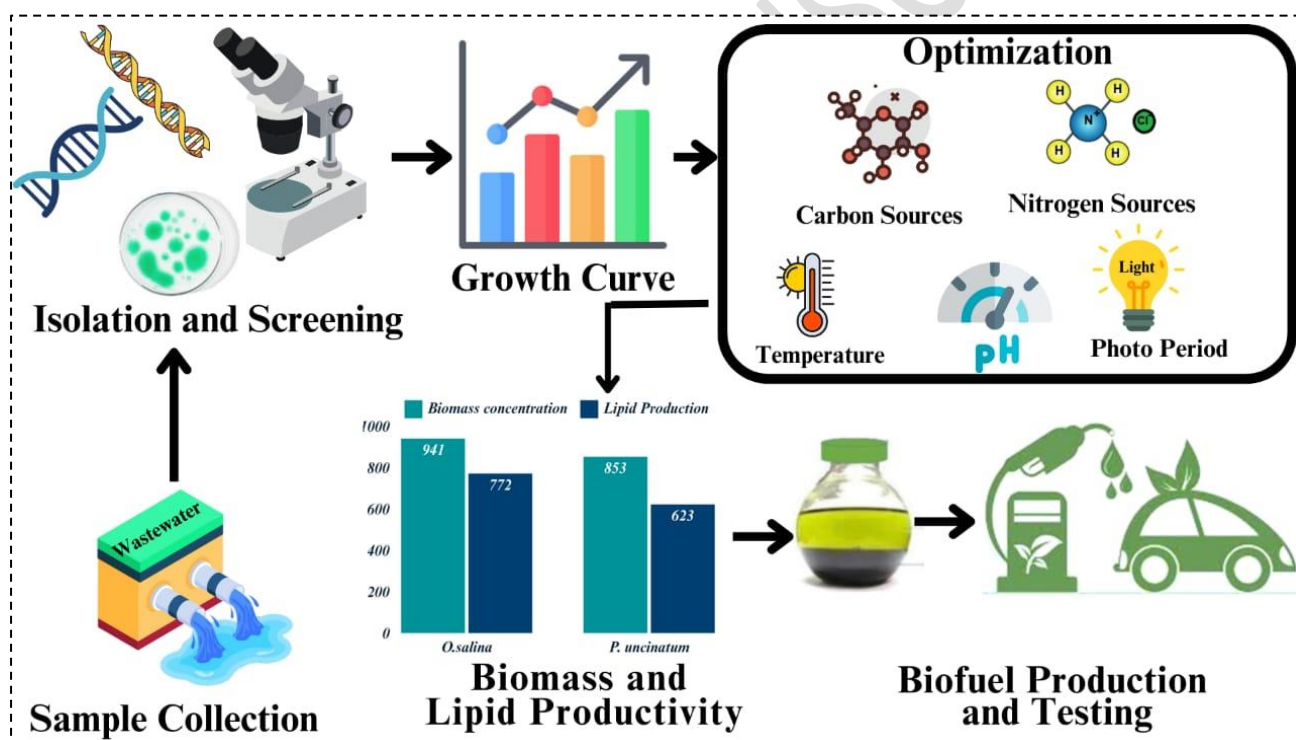 Optimization
H
H
N+
H
H
Cl-
Carbon Sources
Nitrogen Sources
Light
Temperature
pH
Photo Period
Growth Curve
Isolation and Screening
Wastewater
Sample Collection
Biomass concentration
Lipid Production
1000
800
600
400
200
0
941
772
853
623
O.salina
P. uncinatum
Biomass and
Lipid Productivity
Biofuel Production
and Testing